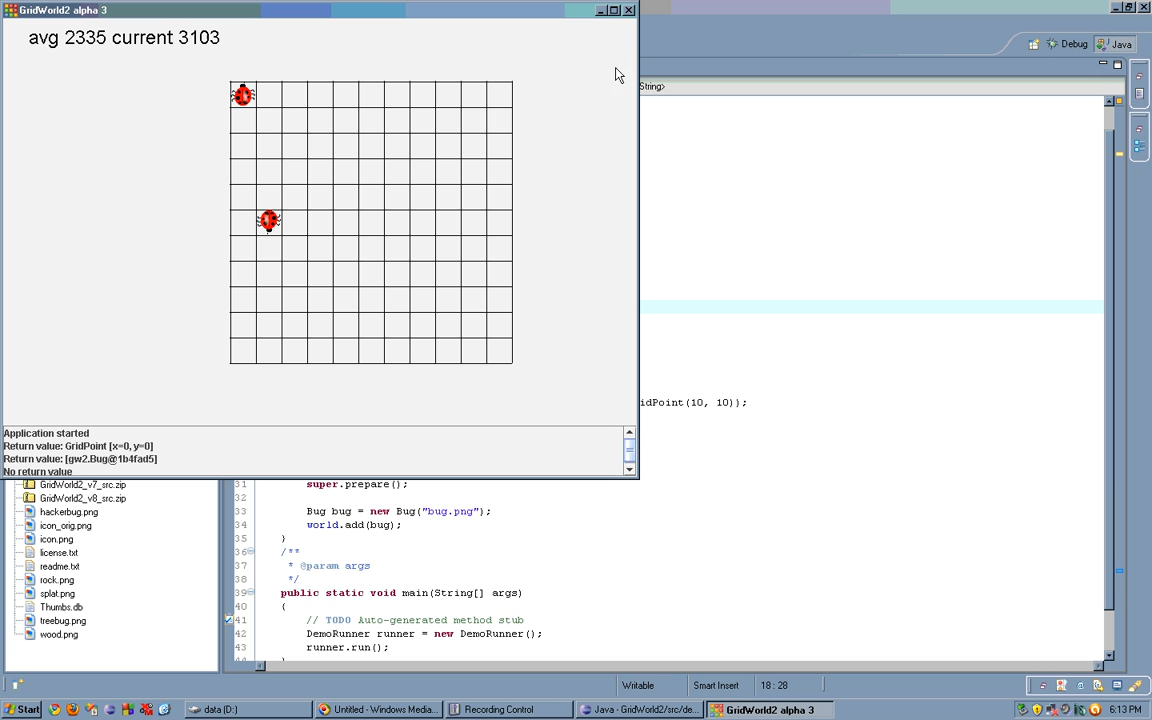 GridWorld2 alpha 3
avg 2335 current 3103
Debug
Java
String>
idPoint(10, 10));
Application started
Return value: GridPoint [x=0, y=0]
Return value: [gw2.Bug@1b4fad5]
No return value
GridWorld2_v7_src.zip
GridWorld2_v8_src.zip
hackerbug.png
icon_orig.png
icon.png
license.txt
readme.txt
rock.png
splat.png
Thumbs.db
treebug.png
wood.png
31 super.prepare();
32
33 Bug bug = new Bug("bug.png");
34 world.add(bug);
35 }
36 /**
37 * @param args
38 */
39 public static void main(String[] args)
40 {
41 // TODO Auto-generated method stub
42 DemoRunner runner = new DemoRunner();
43 runner.run();
Writable
Smart Insert
18 : 28
Start
data (D:)
Untitled - Windows Media...
Recording Control
Java - GridWorld2/src/de...
GridWorld2 alpha 3
6:13 PM